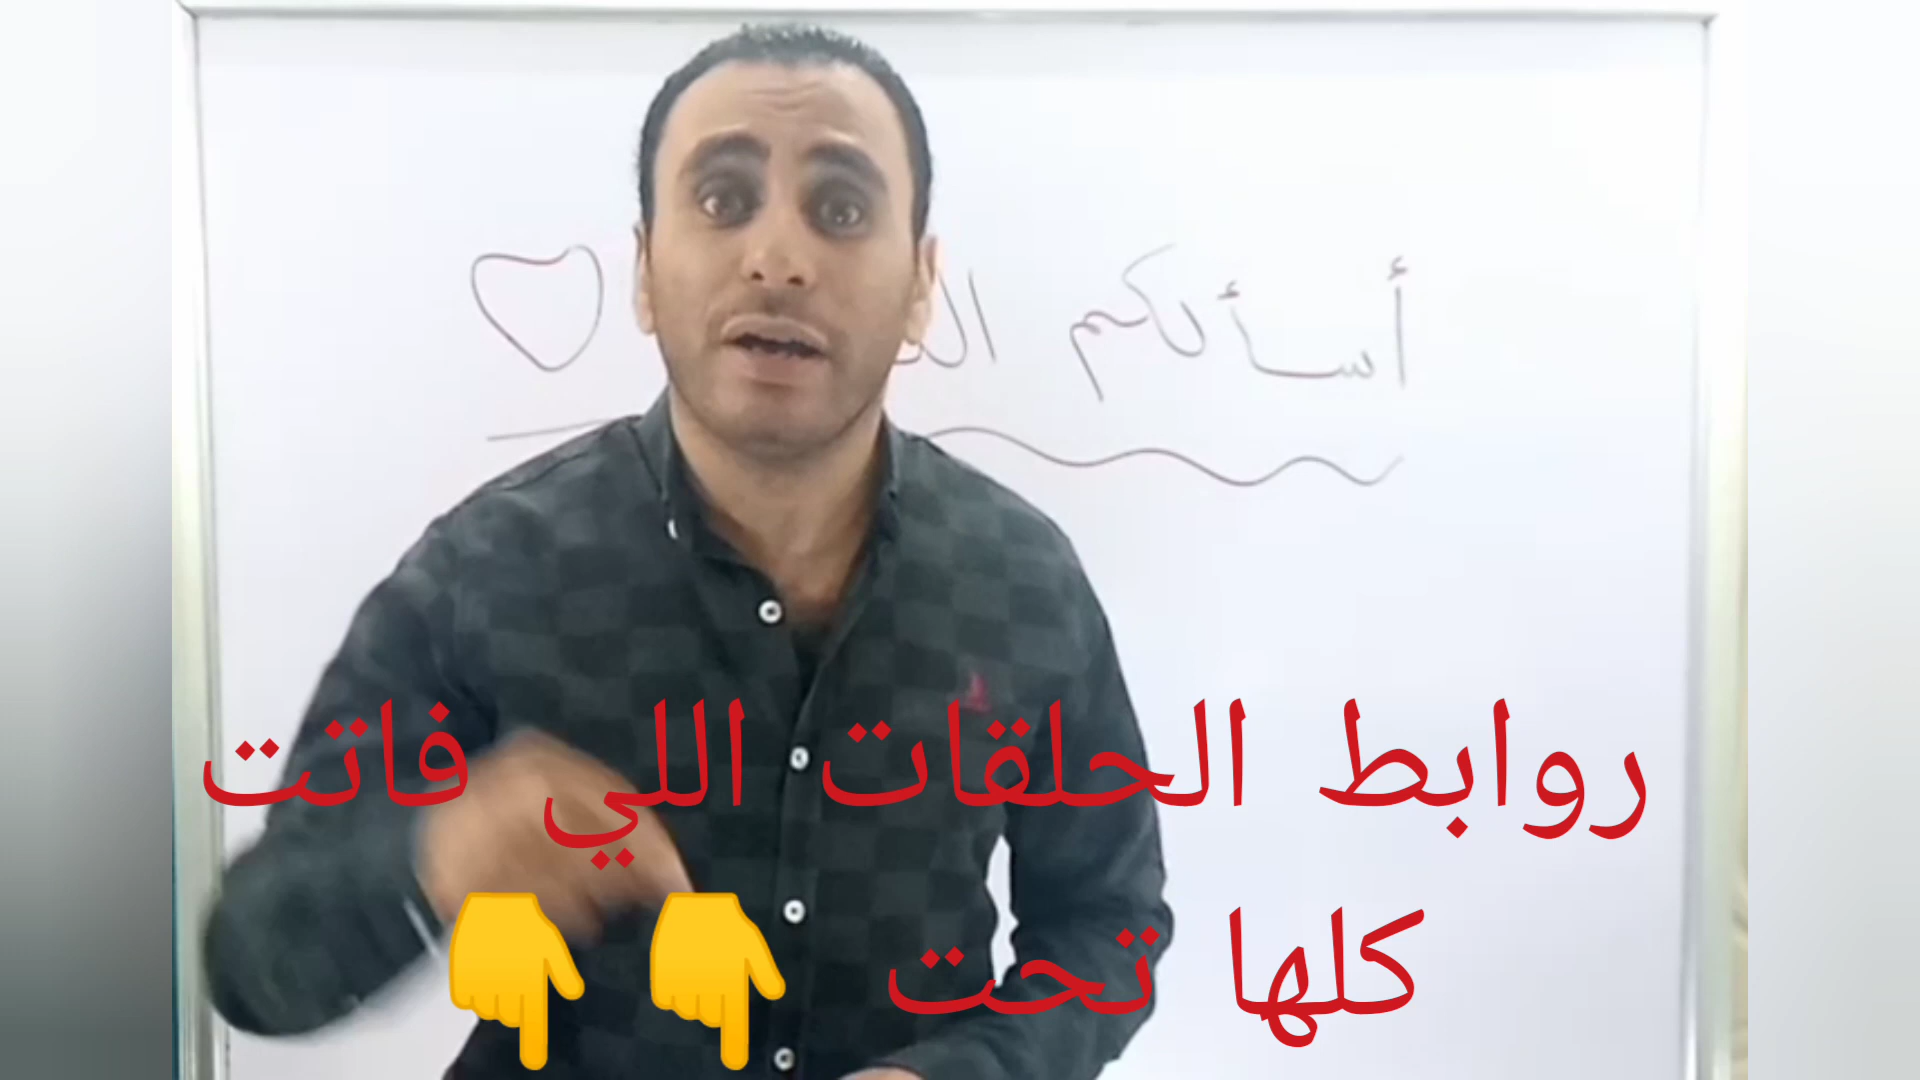 أسألكم
روابط الحلقات اللي فاتت
كلها تحت 👇👇